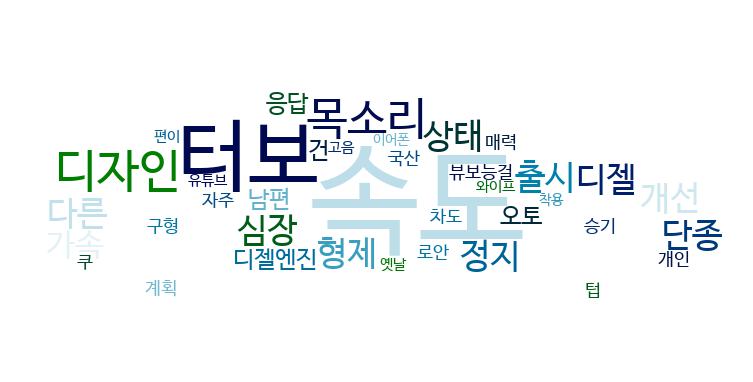 응답
목소리
편이
터보
건
고음
이어폰
상태
매력
디자인
유튜브
국산
속도
뷰보능걸
와이프
출시
디젤
다른
자주
남편
착용
개선
가속
구형
심장
차도
오토
승기
단종
쿠
디젤엔진
형제
옛날
로안
정지
개인
계획
텁